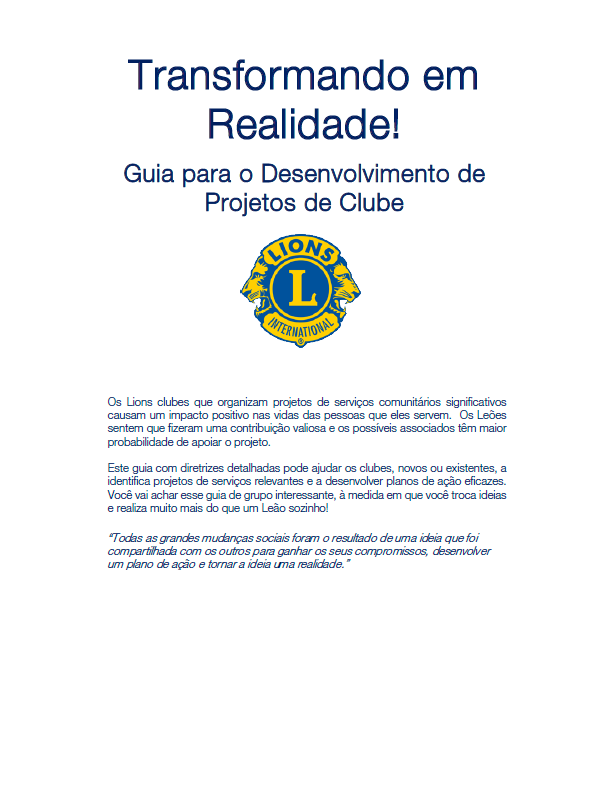 Transformando em
Realidade!
Guia para o Desenvolvimento de
Projetos de Clube
LIONS
L
INTERNATIONAL
®
Os Lions clubes que organizam projetos de serviços comunitários significativos
causam um impacto positivo nas vidas das pessoas que eles servem.  Os Leões
sentem que fizeram uma contribuição valiosa e os possíveis associados têm maior
probabilidade de apoiar o projeto.
Este guia com diretrizes detalhadas pode ajudar os clubes, novos ou existentes, a
identifica projetos de serviços relevantes e a desenvolver planos de ação eficazes.
Você vai achar esse guia de grupo interessante, à medida em que você troca ideias
e realiza muito mais do que um Leão sozinho!
“Todas as grandes mudanças sociais foram o resultado de uma ideia que foi
compartilhada com os outros para ganhar os seus compromissos, desenvolver
um plano de ação e tornar a ideia uma realidade.”